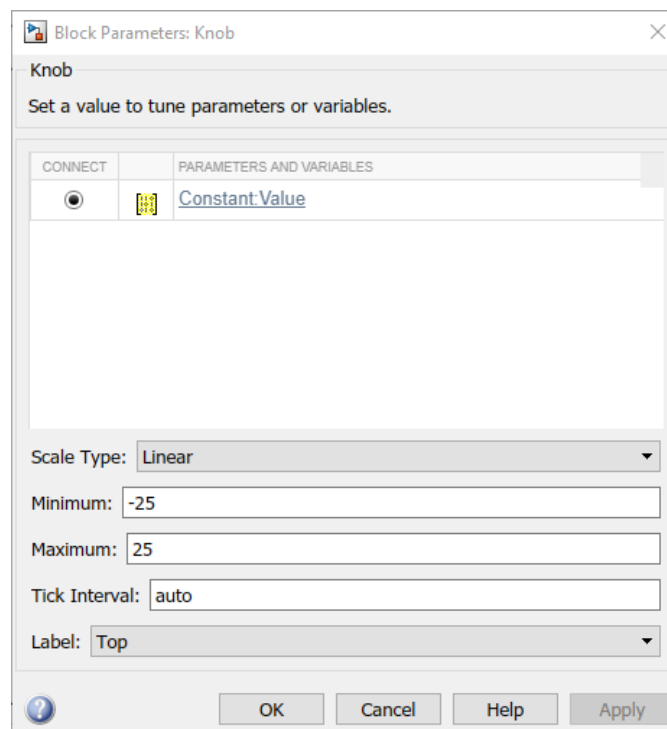 Block Parameters: Knob
Knob
Set a value to tune parameters or variables.
CONNECT PARAMETERS AND VARIABLES
Constant:Value
Scale Type: Linear
Minimum: -25
Maximum: 25
Tick Interval: auto
Label: Top
OK Cancel Help Apply